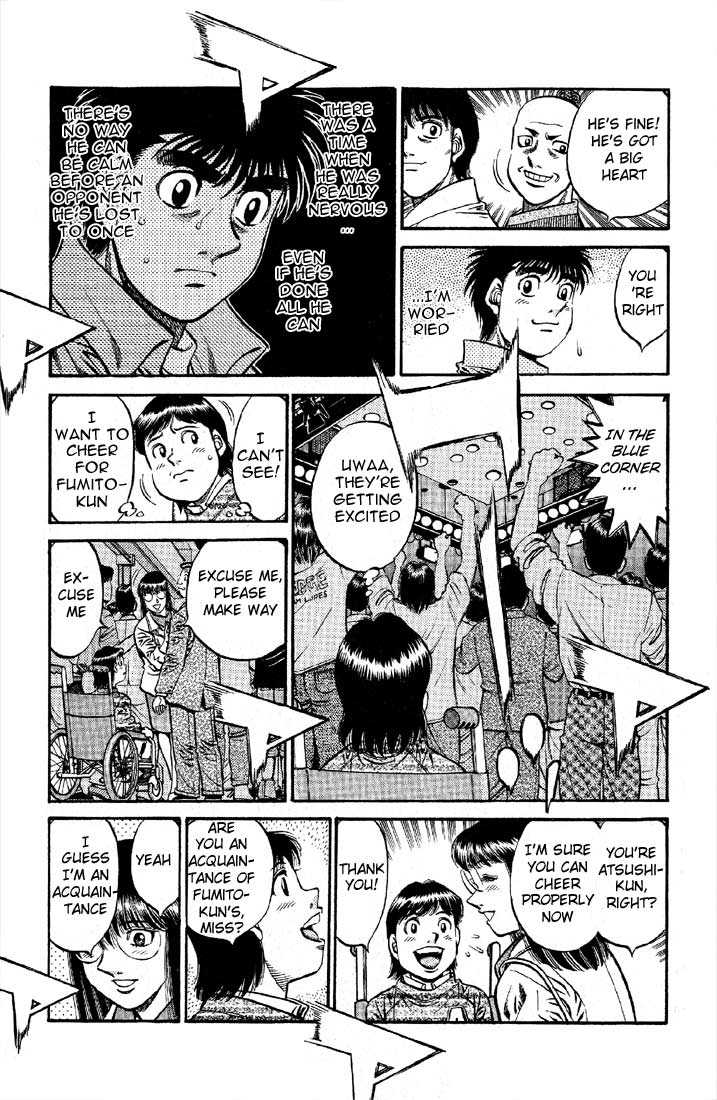 HE'S FINE!
HE'S GOT
A BIG
HEART
YOU
'RE
RIGHT
...I'M
WOR-
RIED
THERE
WAS A
TIME
WHEN
HE WAS
REALLY
NERVOUS
...
EVEN
IF HE'S
DONE
ALL HE
CAN
THERE'S
NO WAY
HE CAN
BE CALM
BEFORE AN
OPPONENT
HE'S LOST
TO ONCE
IN THE
BLUE
CORNER
...
UWAA,
THEY'RE
GETTING
EXCITED
I
CAN'T
SEE!
I
WANT TO
CHEER
FOR
FUMITO-
KUN
EXCUSE ME,
PLEASE
MAKE WAY
EX-
CUSE
ME
YOU'RE
ATSUSHI-
KUN,
RIGHT?
I'M SURE
YOU CAN
CHEER
PROPERLY
NOW
THANK
YOU!
ARE
YOU AN
ACQUAIN-
TANCE OF
FUMITO-
KUN'S,
MISS?
YEAH
I
GUESS
I'M AN
ACQUAIN-
TANCE